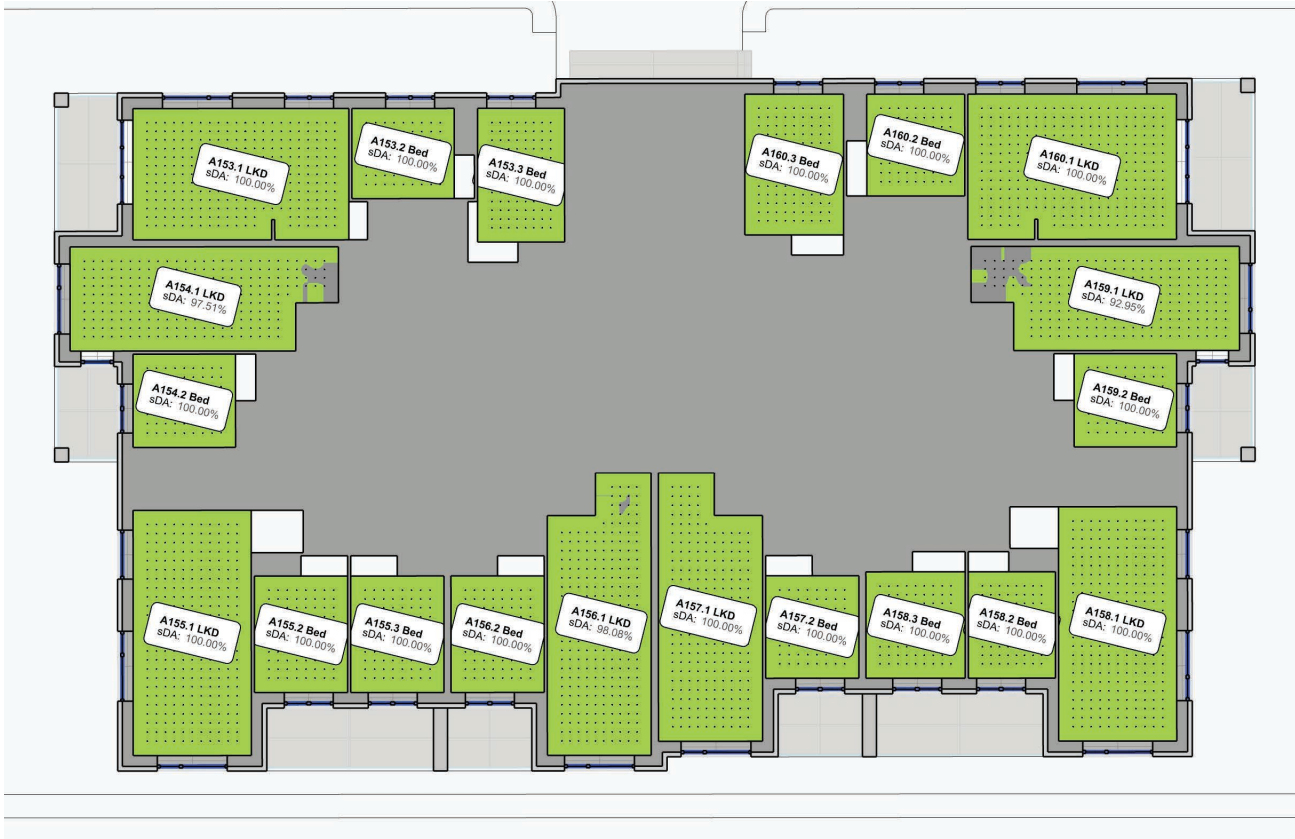 A153.1 LKD
sDA: 100.00%
A153.2 Bed
sDA: 100.00%
A153.3 Bed
sDA: 100.00%
A160.3 Bed
sDA: 100.00%
A160.2 Bed
sDA: 100.00%
A160.1 LKD
sDA: 100.00%
A154.1 LKD
sDA: 97.51%
A159.1 LKD
sDA: 92.95%
A154.2 Bed
sDA: 100.00%
A159.2 Bed
sDA: 100.00%
A155.1 LKD
sDA: 100.00%
A155.2 Bed
sDA: 100.00%
A155.3 Bed
sDA: 100.00%
A156.2 Bed
sDA: 100.00%
A156.1 LKD
sDA: 98.08%
A157.1 LKD
sDA: 100.00%
A157.2 Bed
sDA: 100.00%
A158.3 Bed
sDA: 100.00%
A158.2 Bed
sDA: 100.00%
A158.1 LKD
sDA: 100.00%